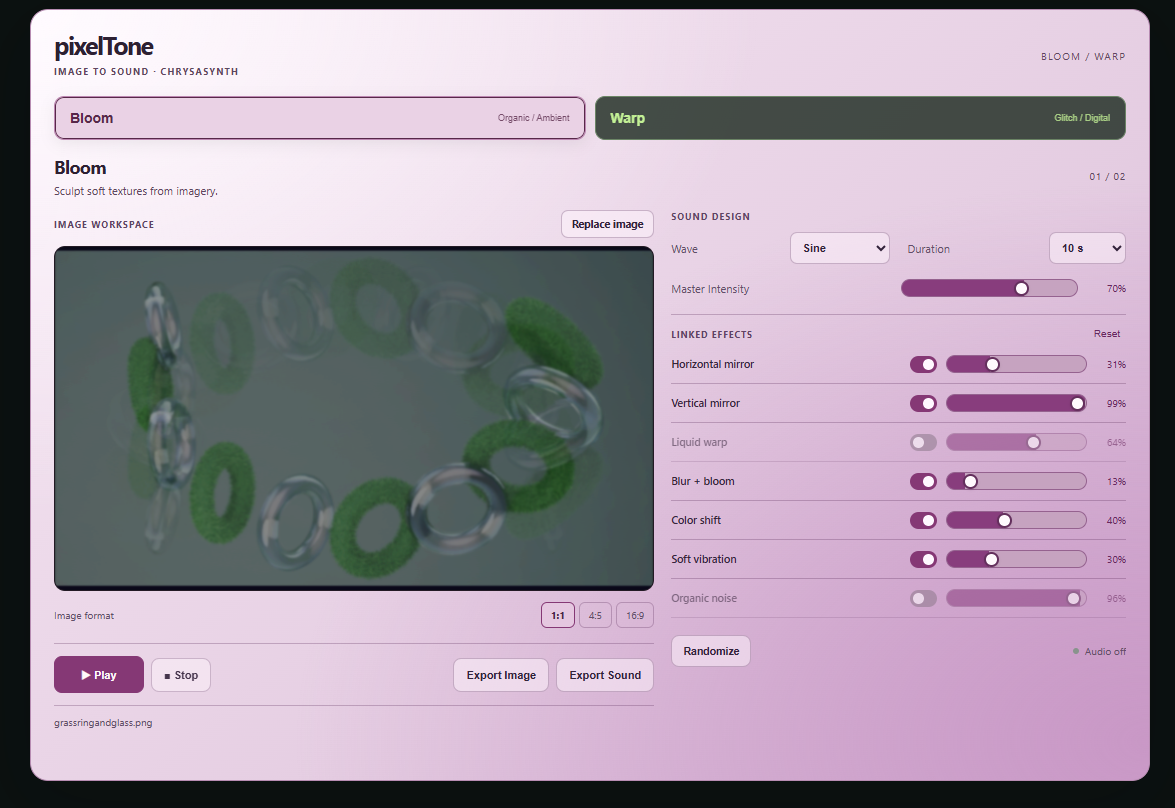 pixelTone
IMAGE TO SOUND · CHRYSASYNTH
BLOOM / WARP
Bloom
Organic / Ambient
Warp
Glitch / Digital
Bloom
Sculpt soft textures from imagery.
01 / 02
IMAGE WORKSPACE
Replace image
Image format
1:1
4:5
16:9
▶ Play
■ Stop
Export Image
Export Sound
grassringandglass.png
SOUND DESIGN
Wave
Sine
Duration
10 s
Master Intensity
70%
LINKED EFFECTS
Reset
Horizontal mirror
31%
Vertical mirror
99%
Liquid warp
64%
Blur + bloom
13%
Color shift
40%
Soft vibration
30%
Organic noise
96%
Randomize
Audio off